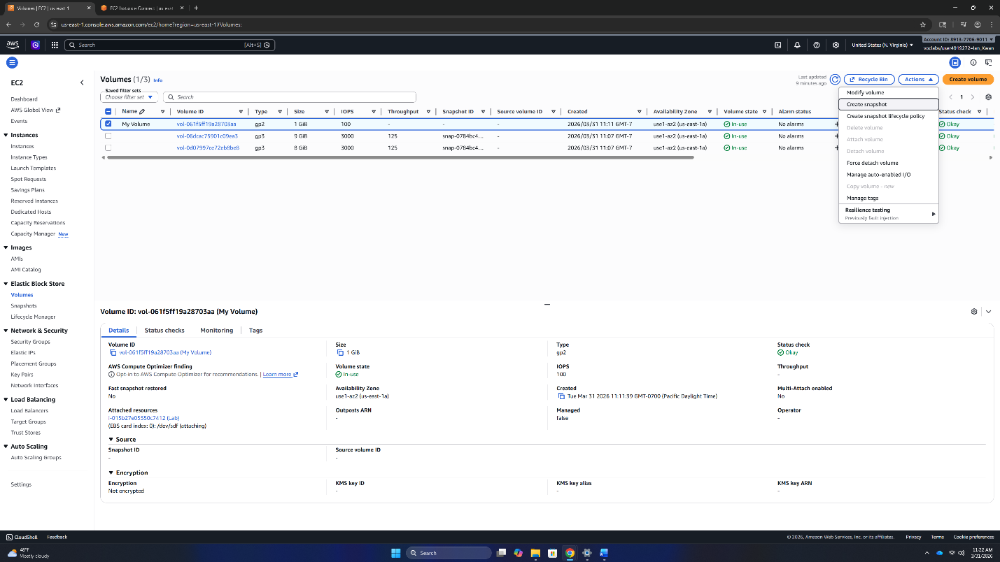 Volumes | EC2 | us-east-1
EC2 Instance Connect | us-east-1
us-east-1.console.aws.amazon.com/ec2/home?region=us-east-1#Volumes:
aws
Search [Alt+S]
United States (N. Virginia)
Account ID: 8913-7706-9011
voclabs/user4919272=Ian_Kwan
EC2
Dashboard
AWS Global View
Events
Instances
Instances
Instance Types
Launch Templates
Spot Requests
Savings Plans
Reserved Instances
Dedicated Hosts
Capacity Reservations
Capacity Manager New
Images
AMIs
AMI Catalog
Elastic Block Store
Volumes
Snapshots
Lifecycle Manager
Network & Security
Security Groups
Elastic IPs
Placement Groups
Key Pairs
Network Interfaces
Load Balancing
Load Balancers
Target Groups
Trust Stores
Auto Scaling
Auto Scaling Groups
Settings
Volumes (1/3) Info
Last updated
9 minutes ago
Recycle Bin
Actions
Create volume
Saved filter sets
Choose filter set
Search
1
Name Volume ID Type Size IOPS Throughput Snapshot ID Source volume ID Created Availability Zone Volume state Alarm status Status check
My Volume vol-061f5ff19a28703aa gp2 1 GiB 100 - - - 2026/03/31 11:11 GMT-7 use1-az2 (us-east-1a) In-use No alarms + Okay
vol-06dcac75901c09ea3 gp3 9 GiB 3000 125 snap-0784bc4... - 2026/03/31 11:07 GMT-7 use1-az2 (us-east-1a) In-use No alarms + Okay
vol-0d07997ce72eb8be8 gp3 8 GiB 3000 125 snap-0784bc4... - 2026/03/31 11:07 GMT-7 use1-az2 (us-east-1a) In-use No alarms + Okay
Modify volume
Create snapshot
Create snapshot lifecycle policy
Delete volume
Attach volume
Detach volume
Force detach volume
Manage auto-enabled I/O
Copy volume - new
Manage tags
Resilience testing
Previously fault injection
Volume ID: vol-061f5ff19a28703aa (My Volume)
Details Status checks Monitoring Tags
Volume ID
vol-061f5ff19a28703aa (My Volume)
Size
1 GiB
Type
gp2
Status check
Okay
AWS Compute Optimizer finding
Opt-in to AWS Compute Optimizer for recommendations. | Learn more
Volume state
In-use
IOPS
100
Throughput
-
Fast snapshot restored
No
Availability Zone
use1-az2 (us-east-1a)
Created
Tue Mar 31 2026 11:11:39 GMT-0700 (Pacific Daylight Time)
Multi-Attach enabled
No
Attached resources
i-015b27e05550c7412 (Lab)
(EBS card index: 0): /dev/sdf (attaching)
Outposts ARN
-
Managed
false
Operator
-
Source
Snapshot ID
-
Source volume ID
-
Encryption
Encryption
Not encrypted
KMS key ID
-
KMS key alias
-
KMS key ARN
-
CloudShell Feedback
© 2026, Amazon Web Services, Inc. or its affiliates. Privacy Terms Cookie preferences
48°F
Mostly cloudy
Search
11:22 AM
3/31/2026